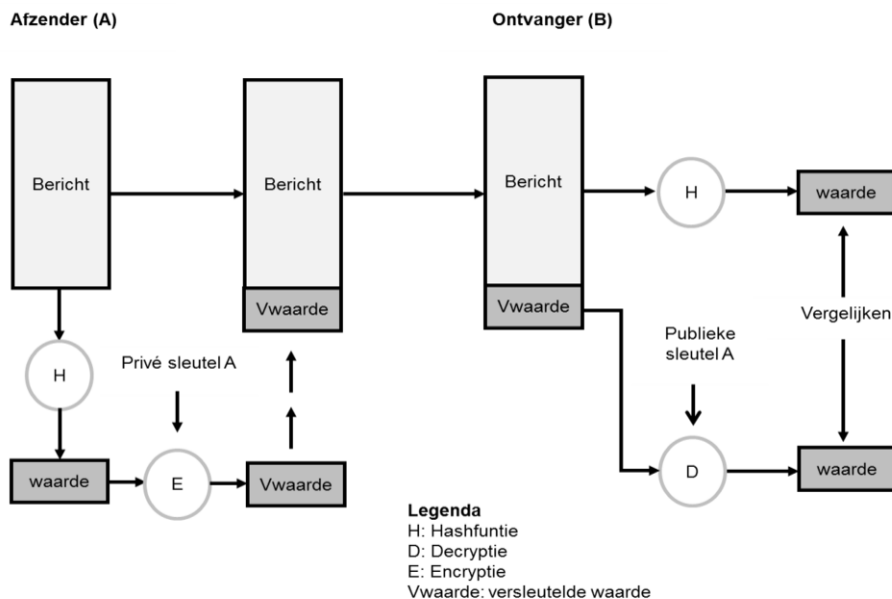 Afzender (A)
Ontvanger (B)
Bericht
Bericht
Bericht
H
waarde
Vwaarde
Vwaarde
Privé sleutel A
Publieke
sleutel A
Vergelijken
H
waarde
E
Vwaarde
D
waarde
Legenda
H: Hashfuntie
D: Decryptie
E: Encryptie
Vwaarde: versleutelde waarde